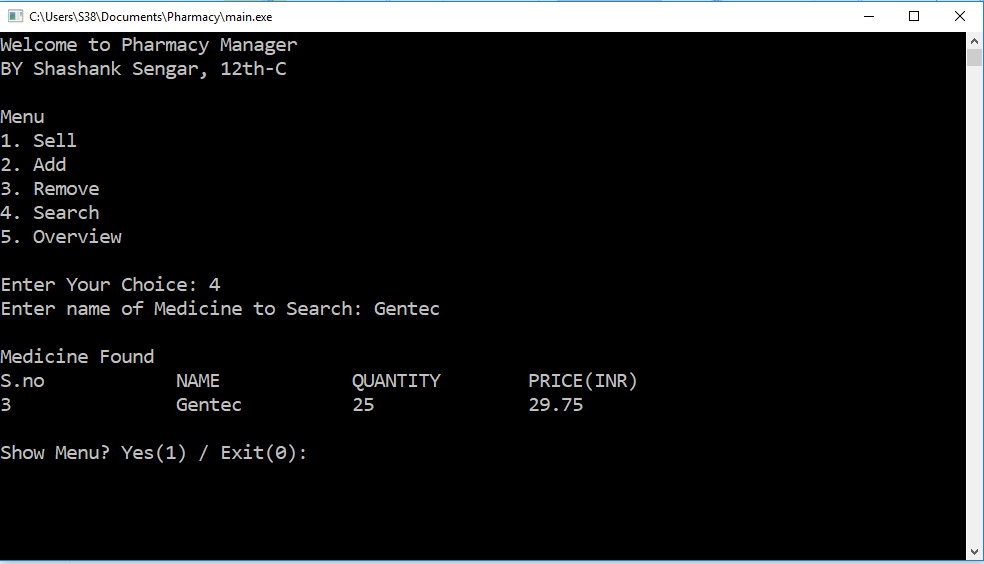 C:\Users\S38\Documents\Pharmacy\main.exe
Welcome to Pharmacy Manager
BY Shashank Sengar, 12th-C
Menu
1. Sell
2. Add
3. Remove
4. Search
5. Overview
Enter Your Choice: 4
Enter name of Medicine to Search: Gentec
Medicine Found
S.no NAME QUANTITY PRICE(INR)
3 Gentec 25 29.75
Show Menu? Yes(1) / Exit(0):